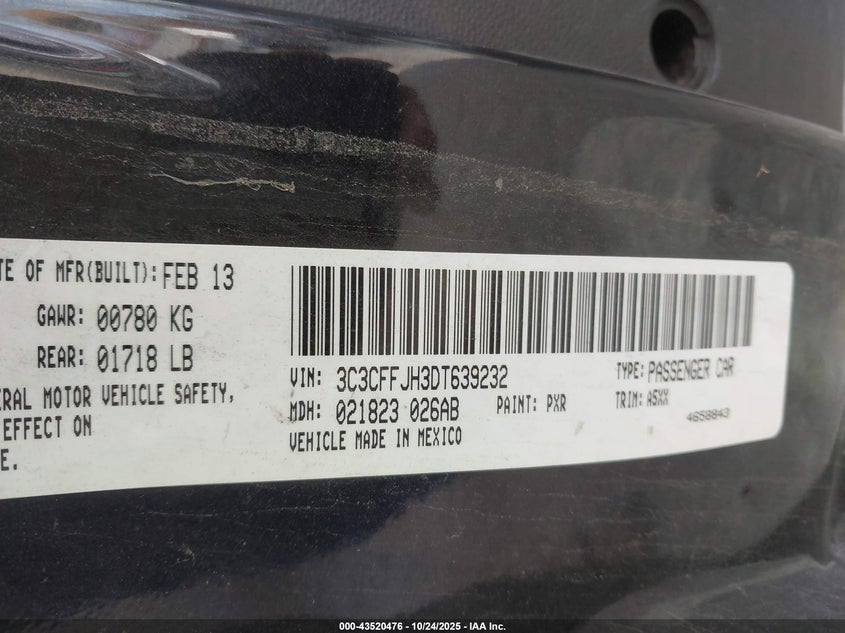 TE OF MFR(BUILT): FEB 13
GAWR: 00780 KG
REAR: 01718 LB
ERAL MOTOR VEHICLE SAFETY,
EFFECT ON
E.
VIN: 3C3CFFJH3DT639232
TYPE: PASSENGER CAR
MDH: 021823 026AB
PAINT: PXR
TRIM: A5XX
VEHICLE MADE IN MEXICO
4658843
000-43520476 - 10/24/2025 - IAA Inc.